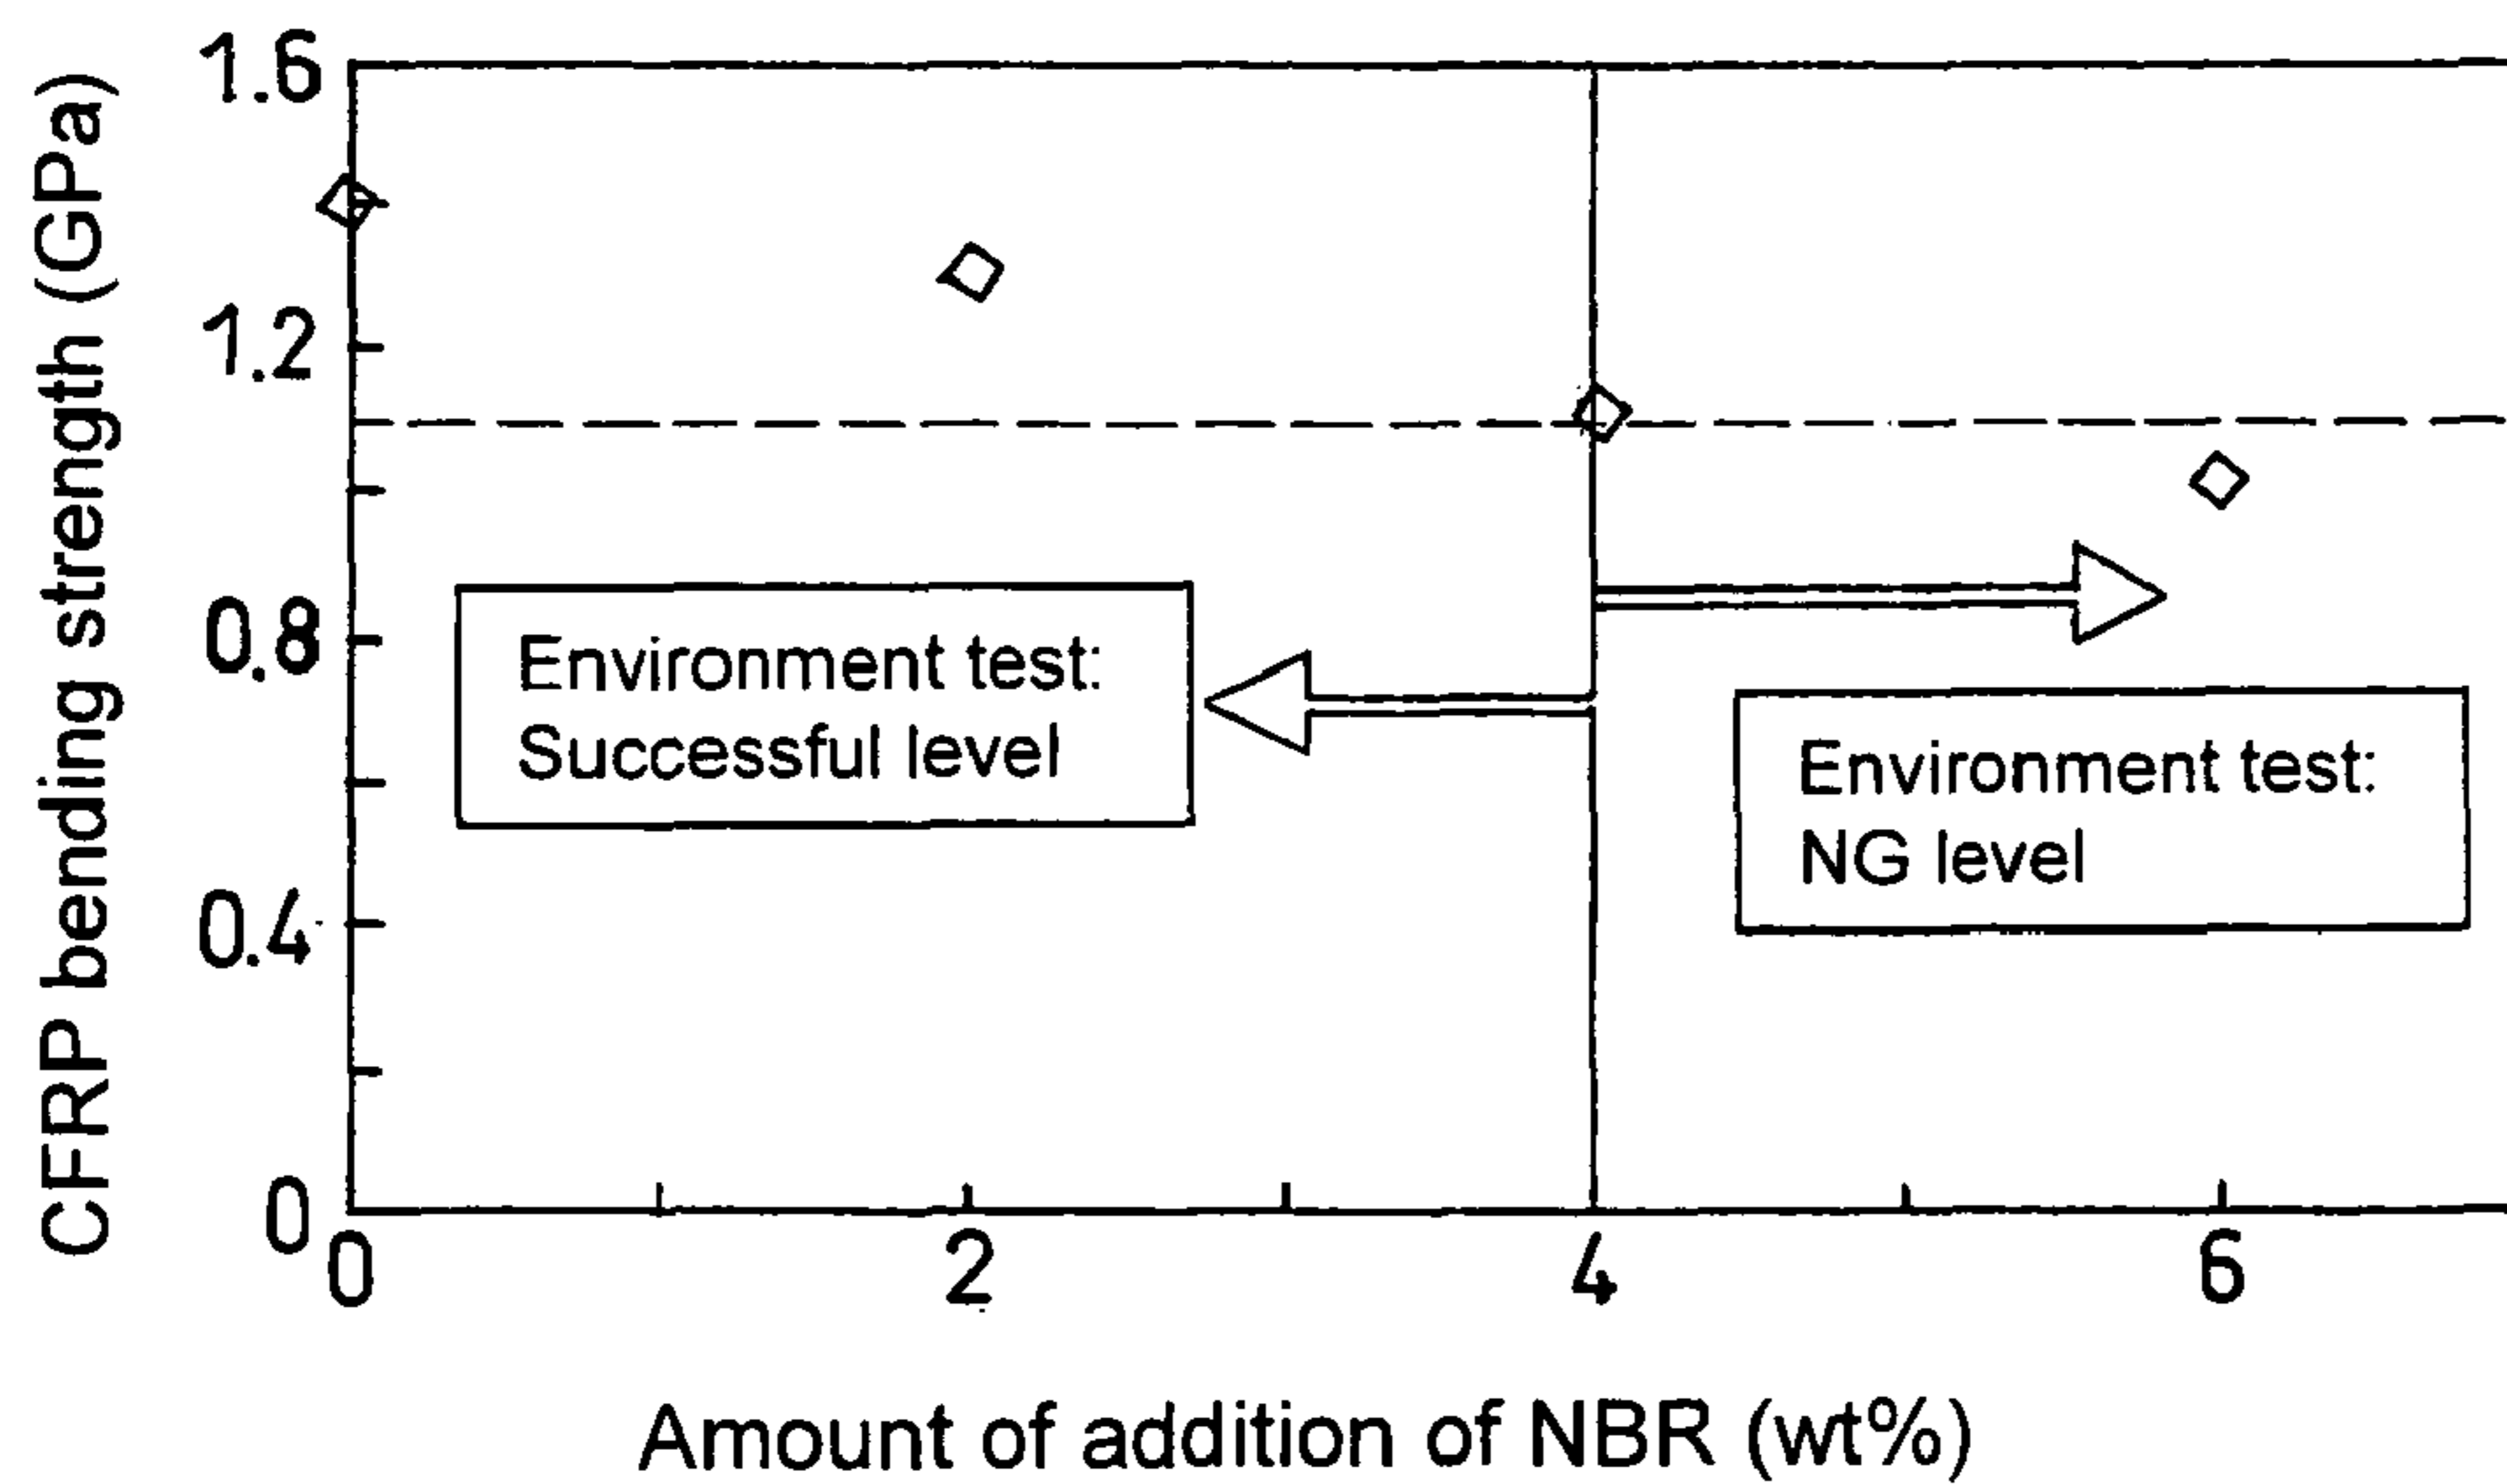 CFRP bending strength (GPa)
1.6
1.2
0.8
0.4
0
Environment test:
Successful level
Environment test:
NG level
0 2 4 6
Amount of addition of NBR (wt%)